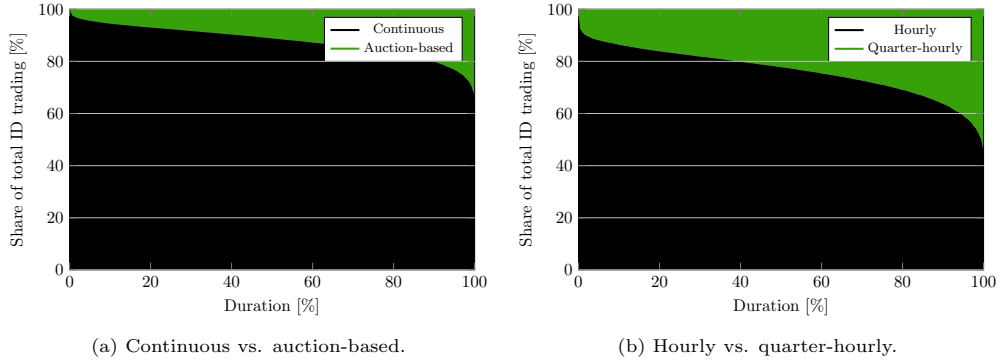 100
80
60
40
20
0
Share of total ID trading [%]
Continuous
Auction-based
0 20 40 60 80 100
Duration [%]
(a) Continuous vs. auction-based.
100
80
60
40
20
0
Share of total ID trading [%]
Hourly
Quarter-hourly
0 20 40 60 80 100
Duration [%]
(b) Hourly vs. quarter-hourly.